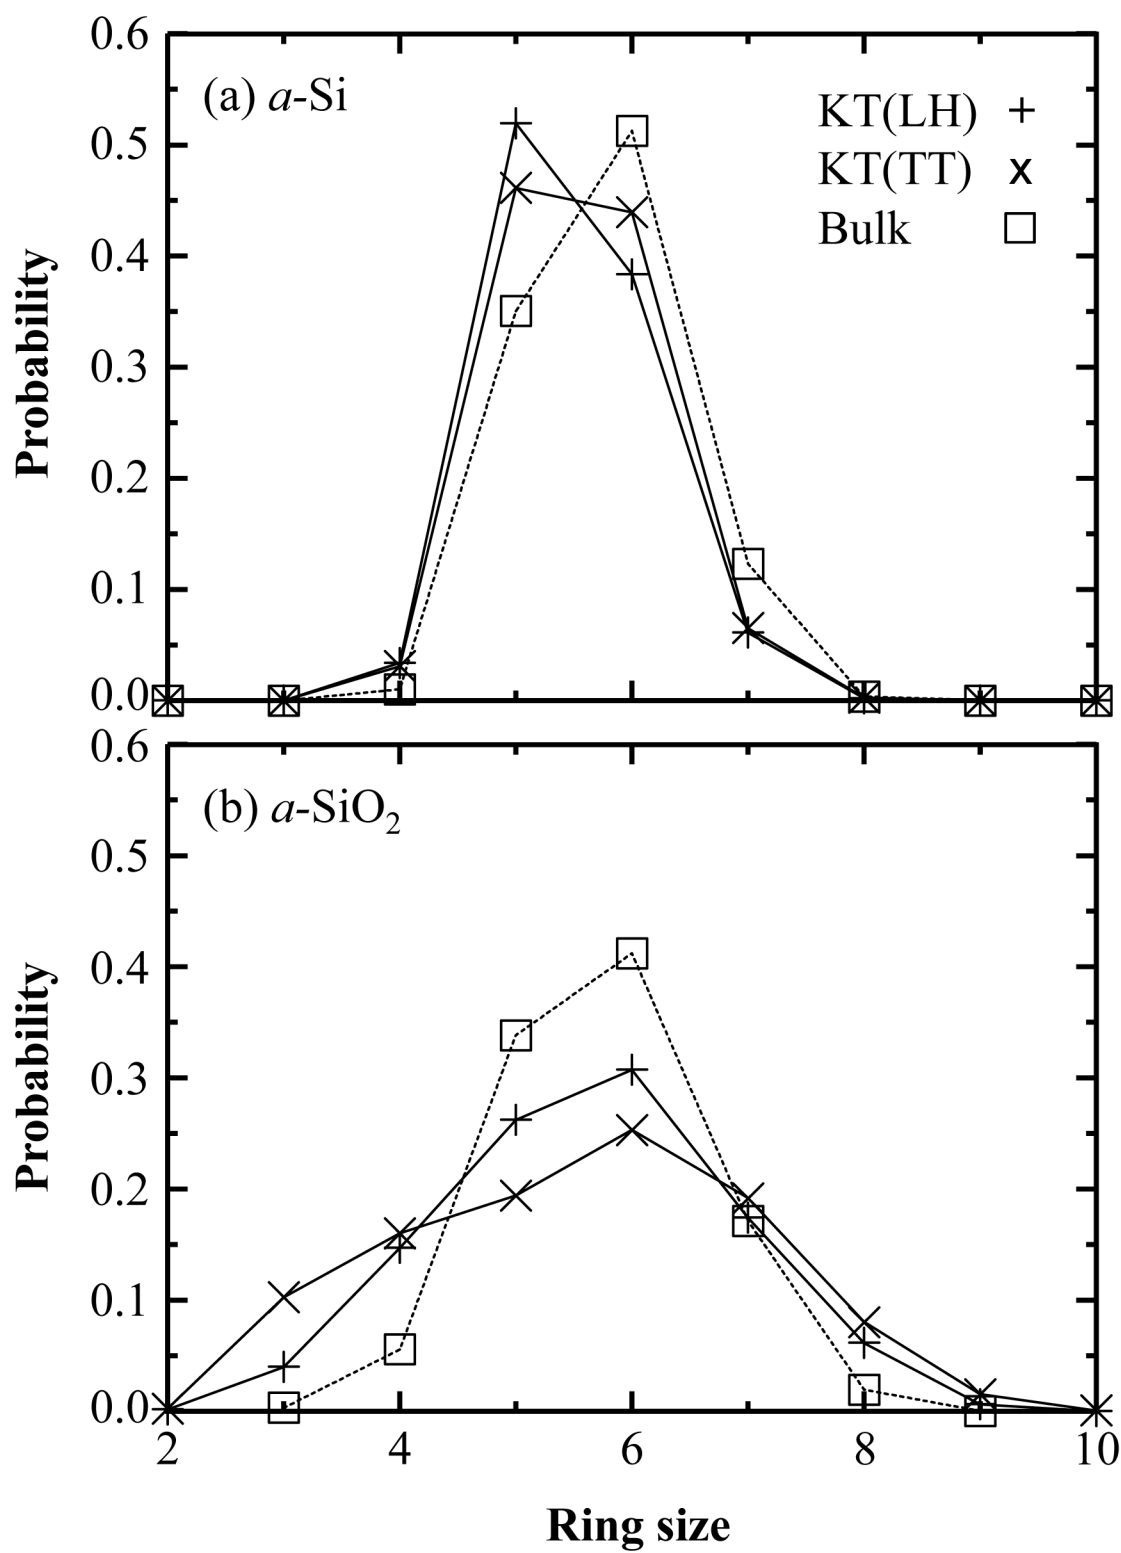 0.6
(a) a-Si
KT(LH) +
KT(TT) x
Bulk
0.5
0.4
0.3
0.2
0.1
0.0
Probability
0.6
(b) a-SiO₂
0.5
0.4
0.3
0.2
0.1
0.0
Probability
2 4 6 8 10
Ring size